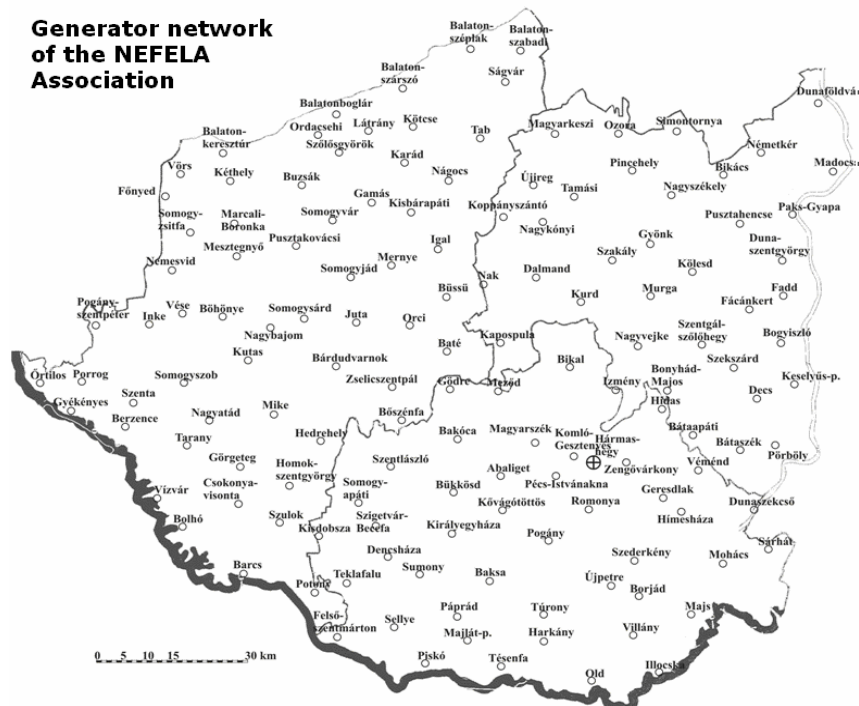 Generator network
of the NEFELA
Association
Balaton-
széplak
Balaton-
szabadi
Balaton-
szárszó
Ságvár
Dunaföldvár
Balatonboglár
Ordacsehi
Látrány
Kötcse
Tab
Magyarkeszi
Ozora
Simontornya
Németkér
Balaton-
keresztúr
Szőlősgyörök
Karád
Vörs
Kéthely
Buzsák
Nágocs
Újireg
Pincehely
Bikács
Madocsa
Tamási
Nagyszékely
Főnyed
Gamás
Kisbárapáti
Koppányszántó
Paks-Gyapa
Somogy-
zsitfa
Marcali-
Boronka
Somogyvár
Nagykónyi
Pusztahencse
Mesztegnyő
Pusztakovácsi
Igal
Gyönk
Duna-
szentgyörgy
Nemesvid
Somogyjád
Mernye
Szakály
Kölesd
Nak
Dalmand
Büssü
Kurd
Murga
Fadd
Pogány-
szentpéter
Inke
Vése
Böhönye
Somogysárd
Juta
Orci
Fácánkert
Nagybajom
Kapospula
Nagyvejke
Szentgál-
szőlőhegy
Bogyiszló
Kutas
Bárdudvarnok
Baté
Bikal
Szekszárd
Őrtilos
Porrog
Somogyszob
Zselicszentpál
Gödre
Meződ
Izmény
Bonyhád-
Majos
Keselyűs-p.
Gyékényes
Szenta
Hidas
Decs
Berzence
Nagyatád
Mike
Bőszénfa
Tarany
Hedrehely
Bakóca
Magyarszék
Komló-
Gesztenyés
Hármas-
hegy
Bátaapáti
Bátaszék
Pörböly
Görgeteg
Homok-
szentgyörgy
Szentlászló
Abaliget
Zengővárkony
Véménd
Csokonya-
visonta
Somogy-
apáti
Bükkösd
Pécs-Istvánakna
Geresdlak
Vízvár
Kővágótöttös
Romonya
Himesháza
Dunaszekcső
Bolhó
Szulok
Kisdobsza
Szigetvár-
Becefa
Királyegyháza
Pogány
Sárhát
Barcs
Dencsháza
Szederkény
Mohács
Potony
Teklafalu
Sumony
Baksa
Újpetre
Borjád
Felső-
szentmárton
Sellye
Páprád
Túrony
Majs
Majlát-p.
Harkány
Villány
Piskó
Tésenfa
Old
Illocska
0 5 10 15 30 km